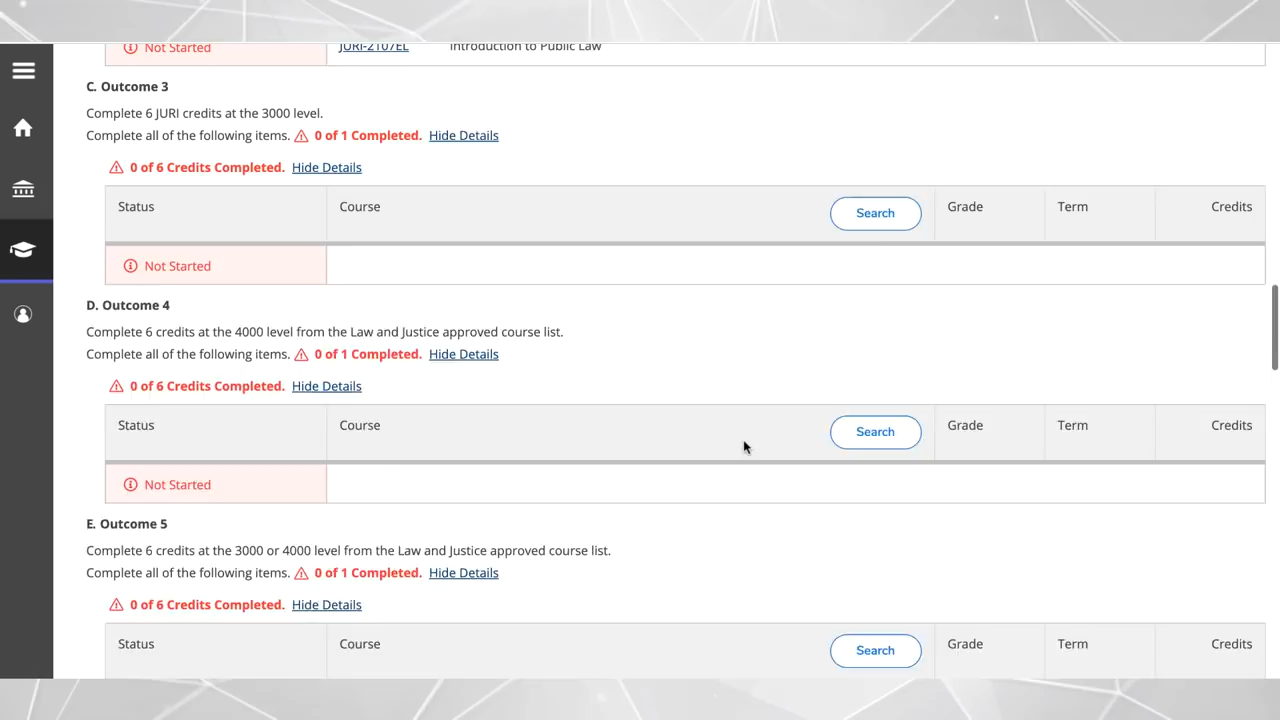 Not Started JURI-2107EL Introduction to Public Law
C. Outcome 3
Complete 6 JURI credits at the 3000 level.
Complete all of the following items. 0 of 1 Completed. Hide Details
0 of 6 Credits Completed. Hide Details
Status Course Search Grade Term Credits
Not Started
D. Outcome 4
Complete 6 credits at the 4000 level from the Law and Justice approved course list.
Complete all of the following items. 0 of 1 Completed. Hide Details
0 of 6 Credits Completed. Hide Details
Status Course Search Grade Term Credits
Not Started
E. Outcome 5
Complete 6 credits at the 3000 or 4000 level from the Law and Justice approved course list.
Complete all of the following items. 0 of 1 Completed. Hide Details
0 of 6 Credits Completed. Hide Details
Status Course Search Grade Term Credits